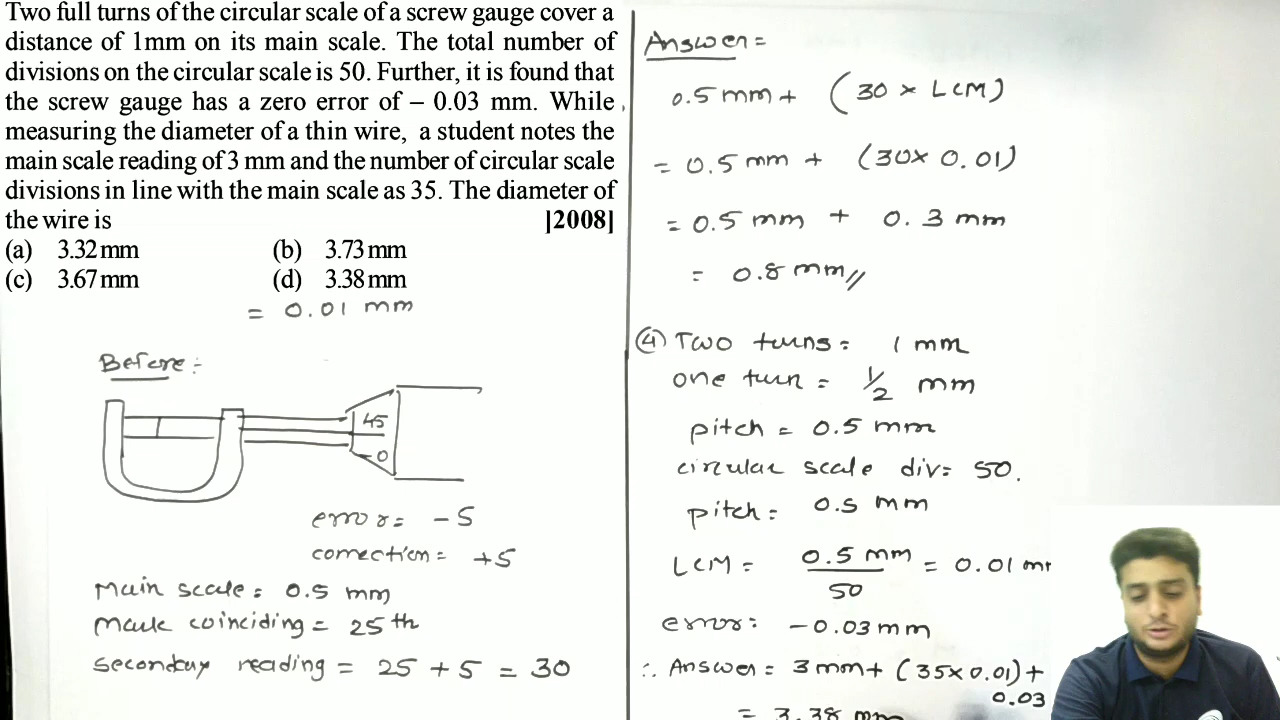 Two full turns of the circular scale of a screw gauge cover a
distance of 1mm on its main scale. The total number of
divisions on the circular scale is 50. Further, it is found that
the screw gauge has a zero error of – 0.03 mm. While
measuring the diameter of a thin wire, a student notes the
main scale reading of 3 mm and the number of circular scale
divisions in line with the main scale as 35. The diameter of
the wire is [2008]
(a) 3.32 mm (b) 3.73 mm
(c) 3.67 mm (d) 3.38 mm
= 0.01 mm
Before :-
45
0
error = -5
correction = +5
Main scale = 0.5 mm
Mark coinciding = 25th
secondary reading = 25 + 5 = 30
Answer =
0.5 mm + (30 × LCM)
= 0.5 mm + (30× 0.01)
= 0.5 mm + 0.3 mm
= 0.8 mm //
④ Two turns = 1 mm
one turn = 1/2 mm
pitch = 0.5 mm
circular scale div = 50.
pitch = 0.5 mm
LCM = 0.5 mm / 50 = 0.01 mm
error = -0.03 mm
∴ Answer = 3 mm + (35×0.01) +
0.03
= 3.38 mm